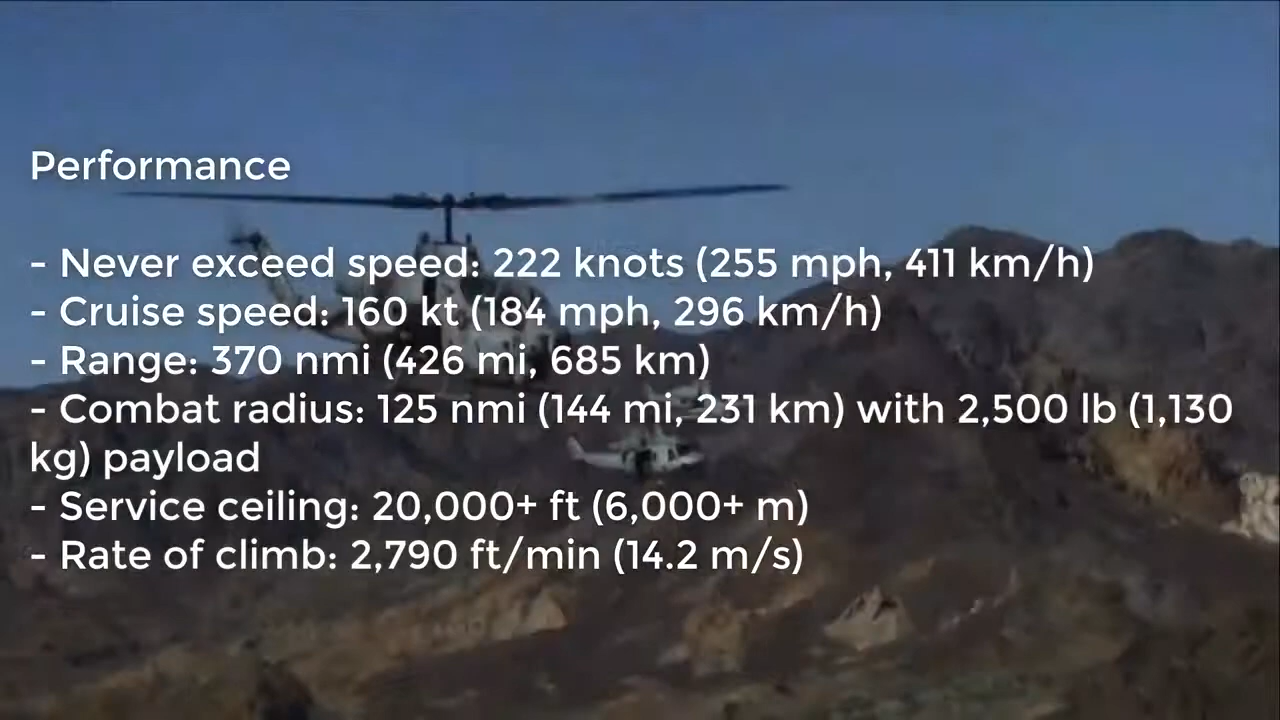 Performance
- Never exceed speed: 222 knots (255 mph, 411 km/h)
- Cruise speed: 160 kt (184 mph, 296 km/h)
- Range: 370 nmi (426 mi, 685 km)
- Combat radius: 125 nmi (144 mi, 231 km) with 2,500 lb (1,130
kg) payload
- Service ceiling: 20,000+ ft (6,000+ m)
- Rate of climb: 2,790 ft/min (14.2 m/s)